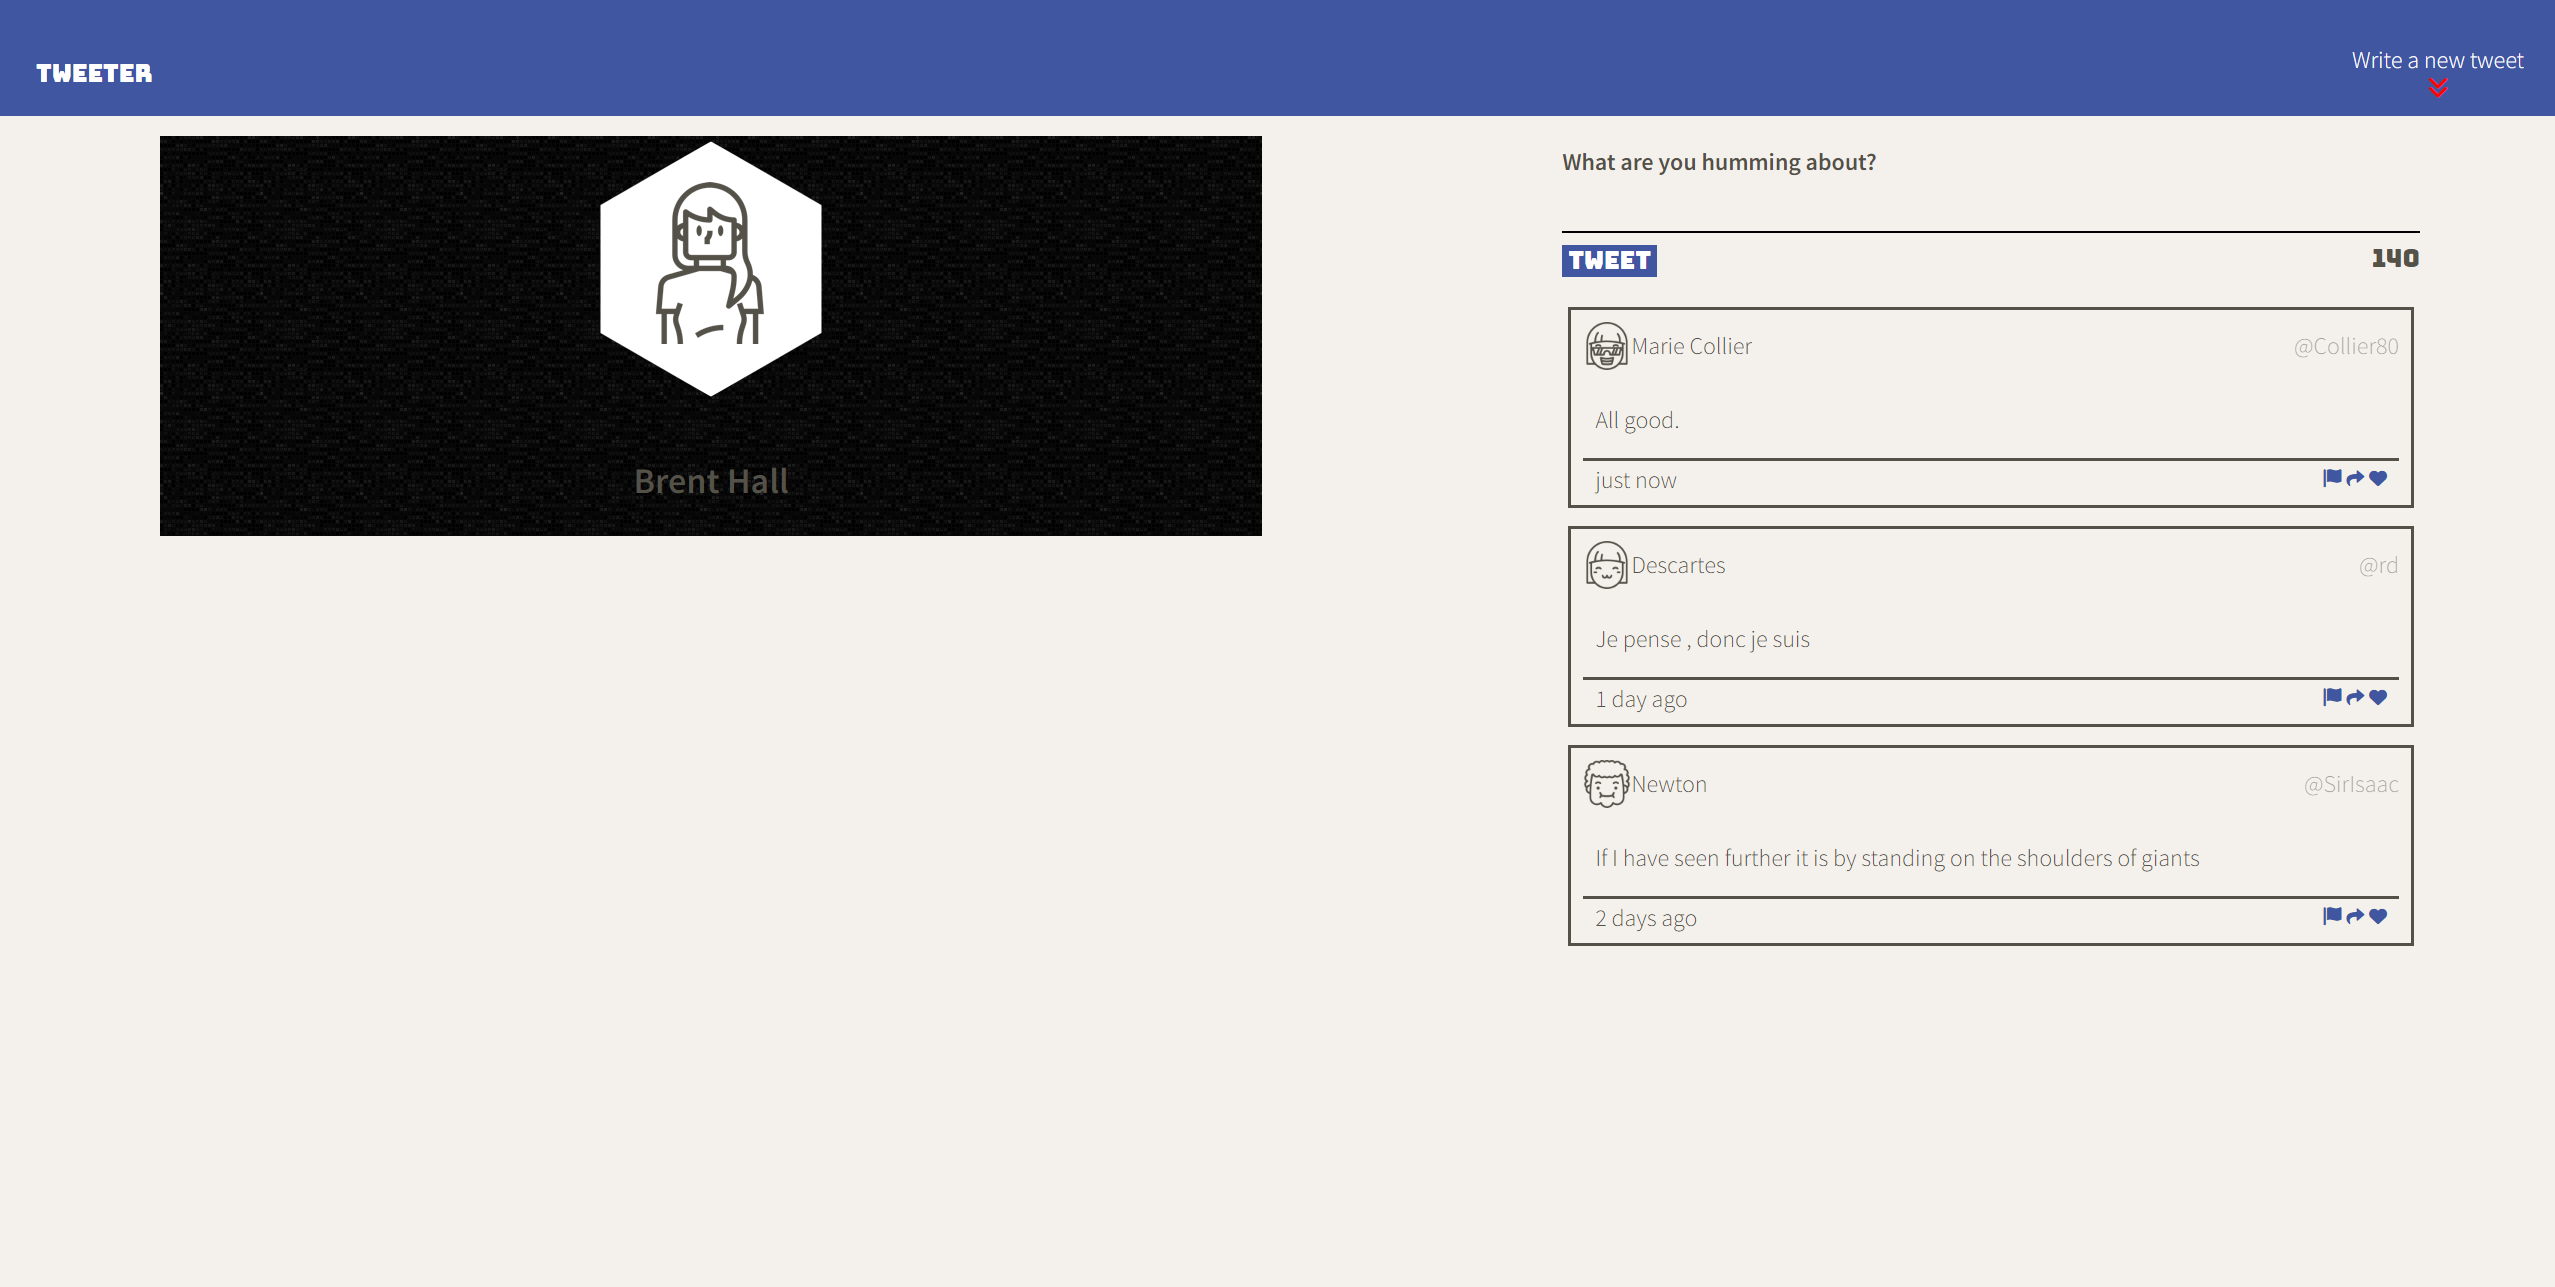 TWEETER
Write a new tweet
Brent Hall
What are you humming about?
TWEET
140
Marie Collier
@Collier80
All good.
just now
Descartes
@rd
Je pense , donc je suis
1 day ago
Newton
@SirIsaac
If I have seen further it is by standing on the shoulders of giants
2 days ago